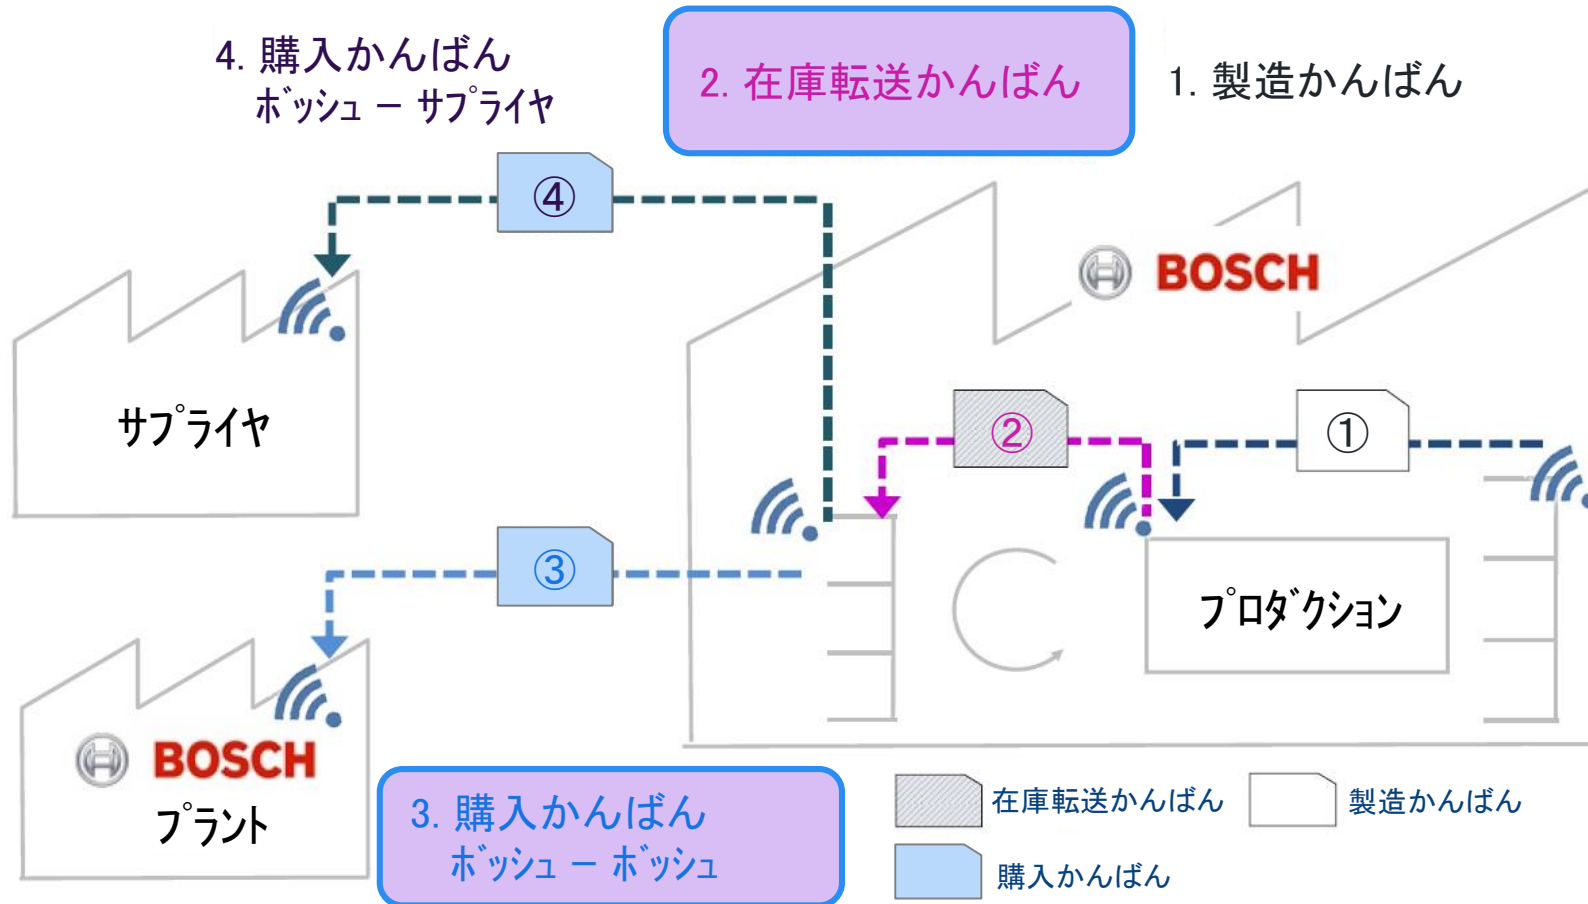 4. 購入かんばん
ﾎﾞｯｼｭ － ｻﾌﾟﾗｲﾔ
2. 在庫転送かんばん
1. 製造かんばん
④
BOSCH
ｻﾌﾟﾗｲﾔ
②
①
③
ﾌﾟﾛﾀﾞｸｼｮﾝ
BOSCH
ﾌﾟﾗﾝﾄ
3. 購入かんばん
ﾎﾞｯｼｭ － ﾎﾞｯｼｭ
在庫転送かんばん
製造かんばん
購入かんばん